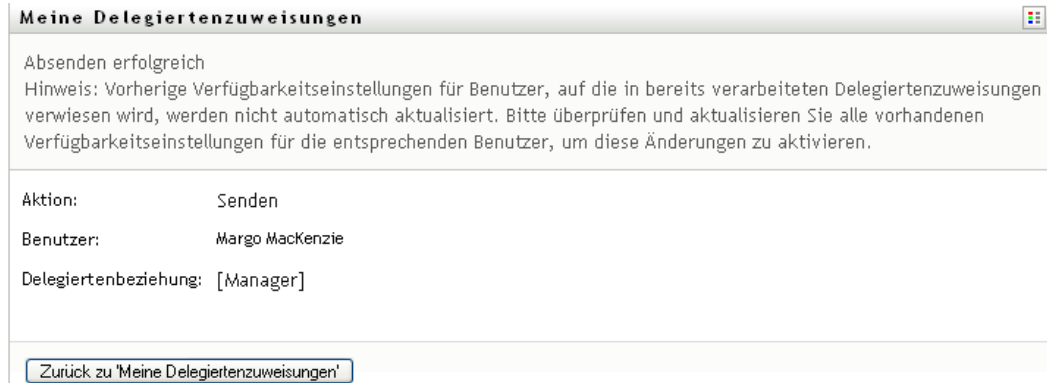 Meine Delegiertenzuweisungen
Absenden erfolgreich
Hinweis: Vorherige Verfügbarkeitseinstellungen für Benutzer, auf die in bereits verarbeiteten Delegiertenzuweisungen
verwiesen wird, werden nicht automatisch aktualisiert. Bitte überprüfen und aktualisieren Sie alle vorhandenen
Verfügbarkeitseinstellungen für die entsprechenden Benutzer, um diese Änderungen zu aktivieren.
Aktion: Senden
Benutzer: Margo MacKenzie
Delegiertenbeziehung: [Manager]
Zurück zu 'Meine Delegiertenzuweisungen'